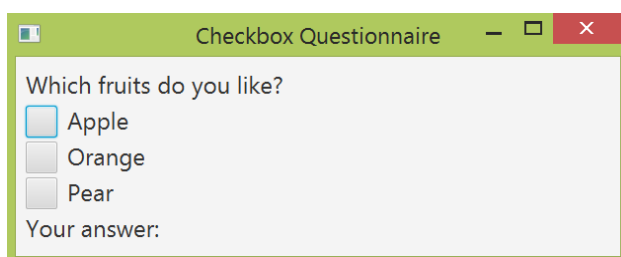 Checkbox Questionnaire
Which fruits do you like?
Apple
Orange
Pear
Your answer: